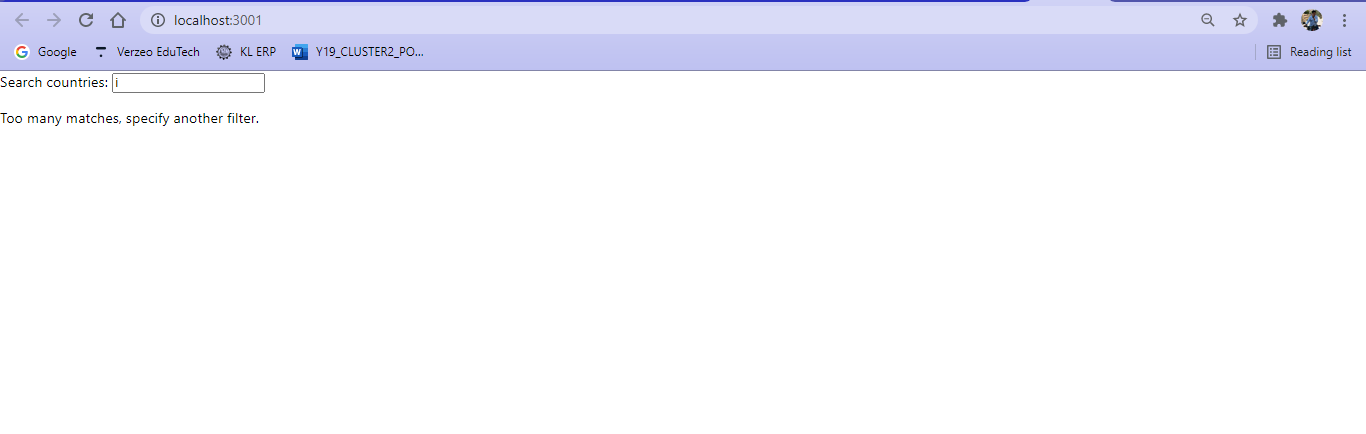 localhost:3001
Google Verzeo EduTech KL ERP Y19_CLUSTER2_PO... Reading list
Search countries: i
Too many matches, specify another filter.